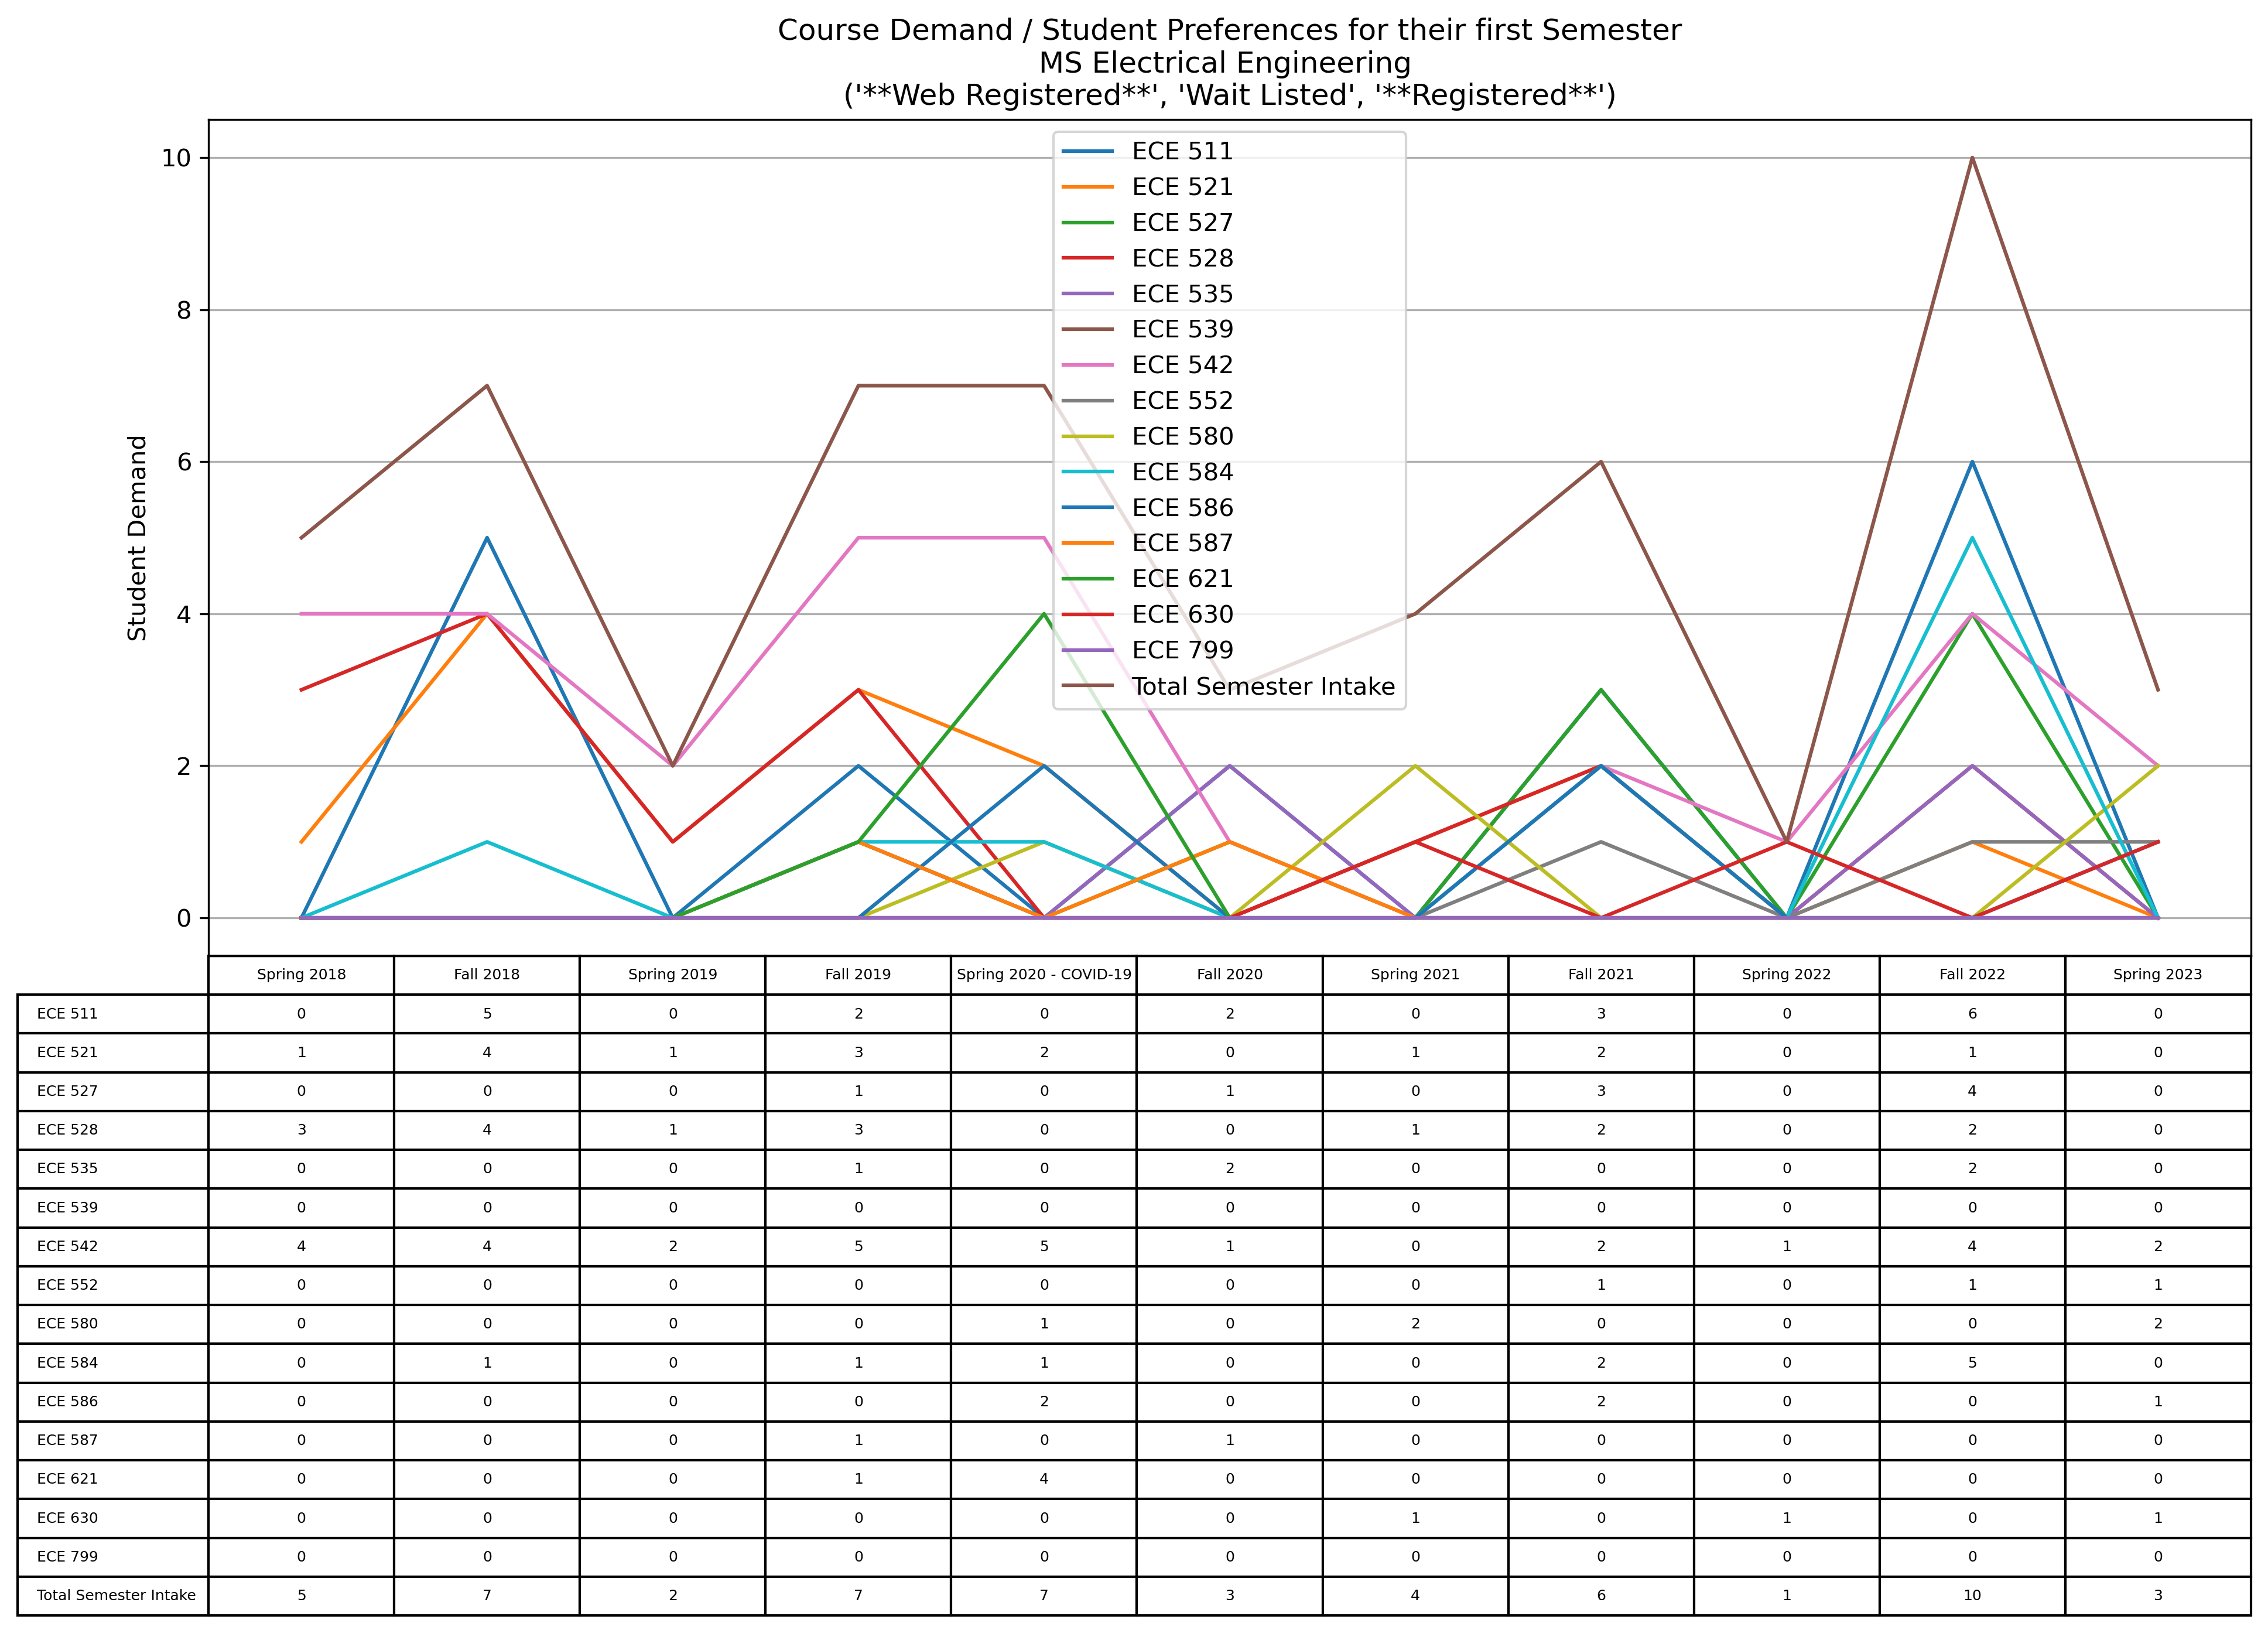 Course Demand / Student Preferences for their first Semester
MS Electrical Engineering
('**Web Registered**', 'Wait Listed', '**Registered**')
Student Demand
10
8
6
4
2
0
ECE 511
ECE 521
ECE 527
ECE 528
ECE 535
ECE 539
ECE 542
ECE 552
ECE 580
ECE 584
ECE 586
ECE 587
ECE 621
ECE 630
ECE 799
Total Semester Intake
Spring 2018 Fall 2018 Spring 2019 Fall 2019 Spring 2020 - COVID-19 Fall 2020 Spring 2021 Fall 2021 Spring 2022 Fall 2022 Spring 2023
ECE 511 0 5 0 2 0 2 0 3 0 6 0
ECE 521 1 4 1 3 2 0 1 2 0 1 0
ECE 527 0 0 0 1 0 1 0 3 0 4 0
ECE 528 3 4 1 3 0 0 1 2 0 2 0
ECE 535 0 0 0 1 0 2 0 0 0 2 0
ECE 539 0 0 0 0 0 0 0 0 0 0 0
ECE 542 4 4 2 5 5 1 0 2 1 4 2
ECE 552 0 0 0 0 0 0 0 1 0 1 1
ECE 580 0 0 0 0 1 0 2 0 0 0 2
ECE 584 0 1 0 1 1 0 0 2 0 5 0
ECE 586 0 0 0 0 2 0 0 2 0 0 1
ECE 587 0 0 0 1 0 1 0 0 0 0 0
ECE 621 0 0 0 1 4 0 0 0 0 0 0
ECE 630 0 0 0 0 0 0 1 0 1 0 1
ECE 799 0 0 0 0 0 0 0 0 0 0 0
Total Semester Intake 5 7 2 7 7 3 4 6 1 10 3